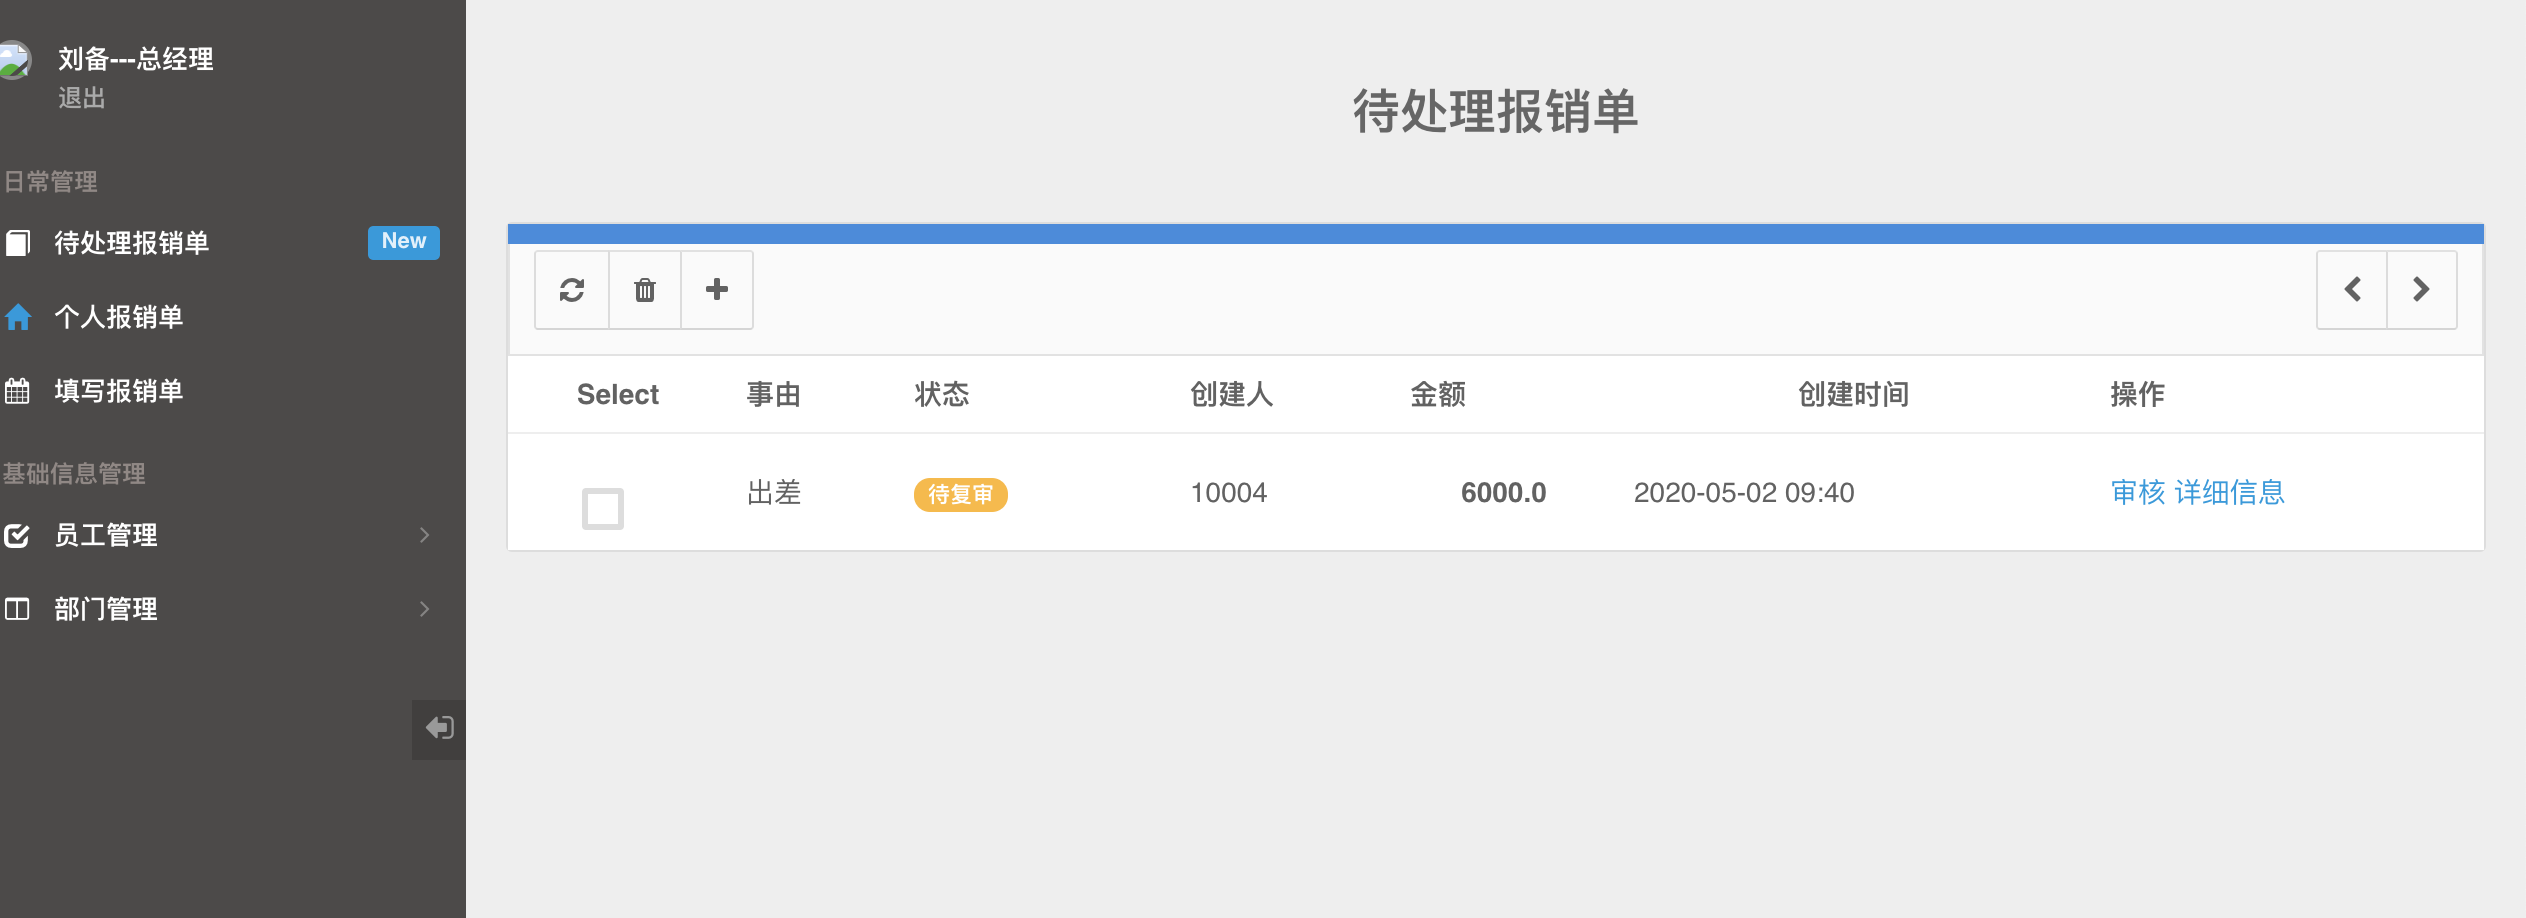 刘备---总经理
退出
日常管理
待处理报销单 New
个人报销单
填写报销单
基础信息管理
员工管理
部门管理
待处理报销单
Select 事由 状态 创建人 金额 创建时间 操作
出差 待复审 10004 6000.0 2020-05-02 09:40 审核 详细信息